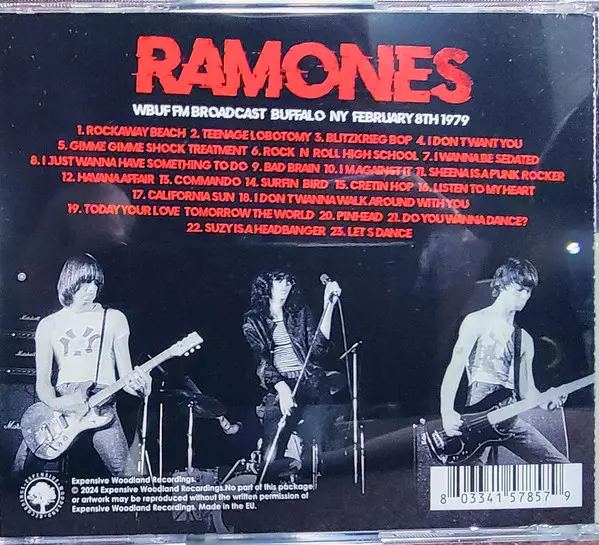 RAMONES
WBUF FM BROADCAST BUFFALO NY FEBRUARY 8TH 1979
1. ROCKAWAY BEACH 2. TEENAGE LOBOTOMY 3. BLITZKRIEG BOP 4. I DON T WANT YOU
5. GIMME GIMME SHOCK TREATMENT 6. ROCK N ROLL HIGH SCHOOL 7. I WANNA BE SEDATED
8. I JUST WANNA HAVE SOMETHING TO DO 9. BAD BRAIN 10. I M AGAINST IT 11. SHEENA IS A PUNK ROCKER
12. HAVANA AFFAIR 13. COMMANDO 14. SURFIN BIRD 15. CRETIN HOP 16. LISTEN TO MY HEART
17. CALIFORNIA SUN 18. I DON T WANNA WALK AROUND WITH YOU
19. TODAY YOUR LOVE TOMORROW THE WORLD 20. PINHEAD 21. DO YOU WANNA DANCE?
22. SUZY IS A HEADBANGER 23. LET S DANCE
Marshall
EXPENSIVE WOODLAND RECORDINGS
Expensive Woodland Recordings.
© 2024 Expensive Woodland Recordings.No part of this package
or artwork may be reproduced without the written permission of
Expensive Woodland Recordings. Made in the EU.
8 03341 57857 9